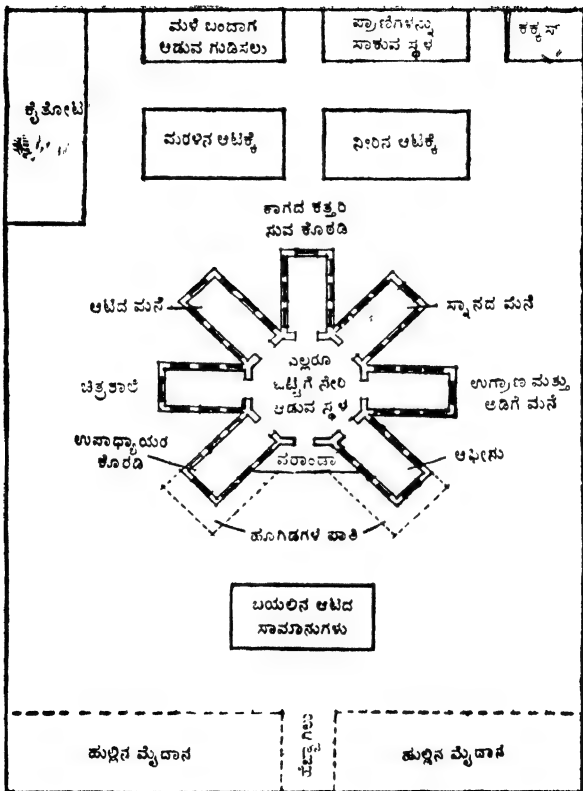 ಮಳೆ ಬಂದಾಗ
ಆಡುವ ಗುಡಿಸಲು
ಪ್ರಾಣಿಗಳನ್ನು
ಸಾಕುವ ಸ್ಥಳ
ಕಕ್ಕಸ್
ಕೈತೋಟ
ಮರಳಿನ ಆಟಕ್ಕೆ
ನೀರಿನ ಆಟಕ್ಕೆ
ಕಾಗದ ಕತ್ತರಿ
ಸುವ ಕೊಠಡಿ
ಆಟದ ಮನೆ
ಸ್ನಾನದ ಮನೆ
ಎಲ್ಲರೂ
ಒಟ್ಟಿಗೆ ಸೇರಿ
ಆಡುವ ಸ್ಥಳ
ಚಿತ್ರಶಾಲೆ
ಉಗ್ರಾಣ ಮತ್ತು
ಅಡಿಗೆ ಮನೆ
ಉಪಾಧ್ಯಾಯರ
ಕೊಠಡಿ
ವರಾಂಡಾ
ಆಫೀಸು
ಹೂಗಿಡಗಳ ಪಾತಿ
ಬಯಲಿನ ಆಟದ
ಸಾಮಾನುಗಳು
ಹುಲ್ಲಿನ ಮೈದಾನ
ಹೆಬ್ಬಾಗಿಲು
ಹುಲ್ಲಿನ ಮೈದಾನ